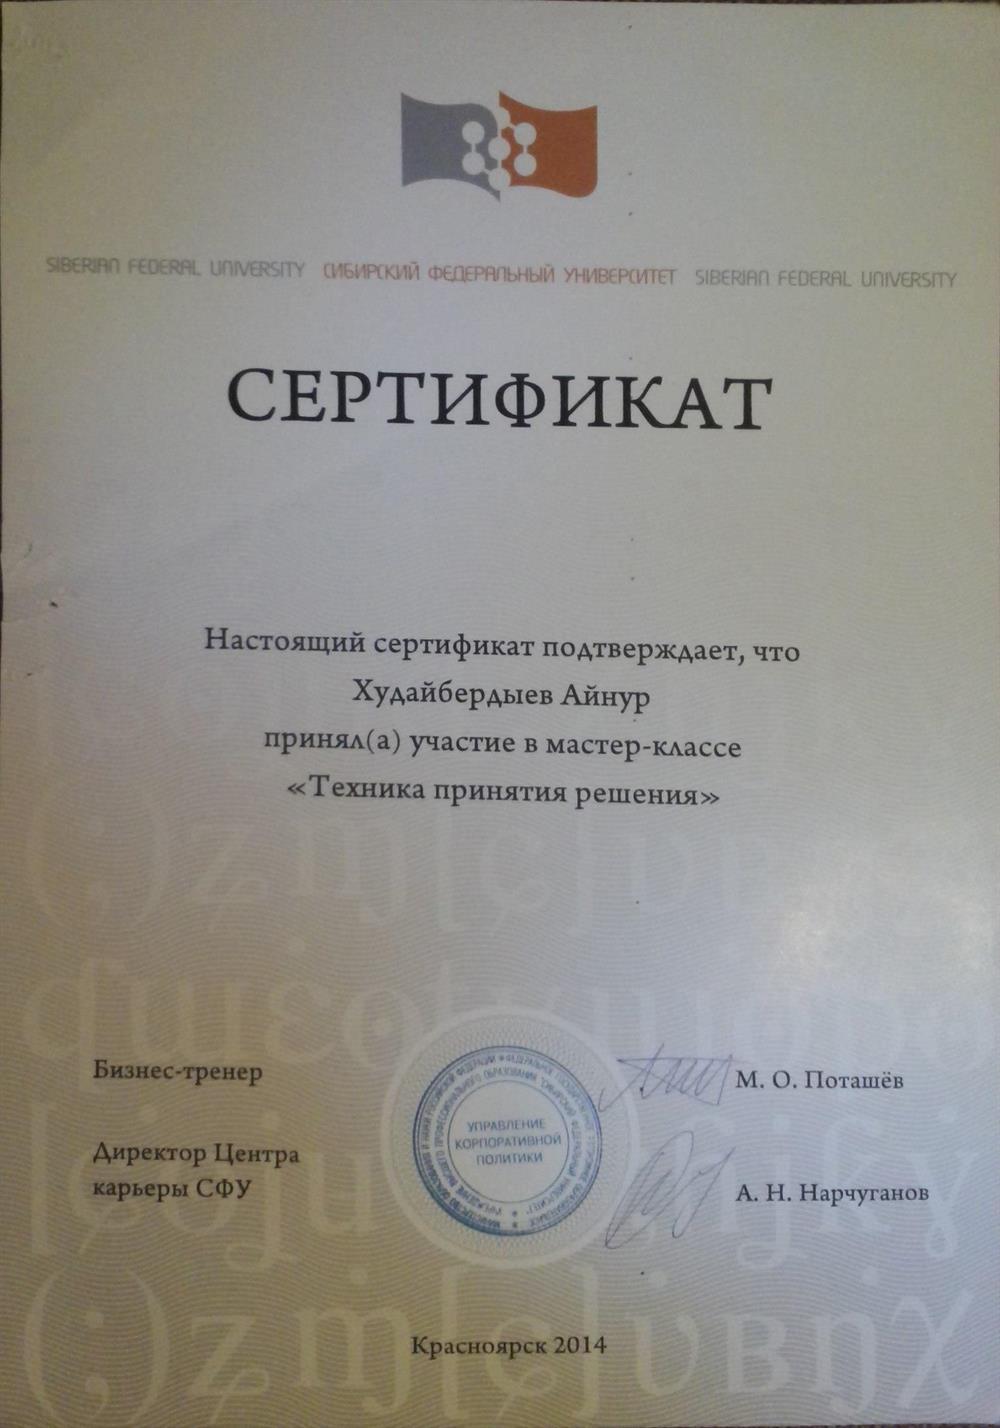 SIBERIAN FEDERAL UNIVERSITY СИБИРСКИЙ ФЕДЕРАЛЬНЫЙ УНИВЕРСИТЕТ SIBERIAN FEDERAL UNIVERSITY
СЕРТИФИКАТ
Настоящий сертификат подтверждает, что
Худайбердыев Айнур
принял(а) участие в мастер-классе
«Техника принятия решения»
Бизнес-тренер
М. О. Поташёв
Директор Центра
карьеры СФУ
А. Н. Нарчуганов
УПРАВЛЕНИЕ
КОРПОРАТИВНОЙ
ПОЛИТИКИ
Красноярск 2014